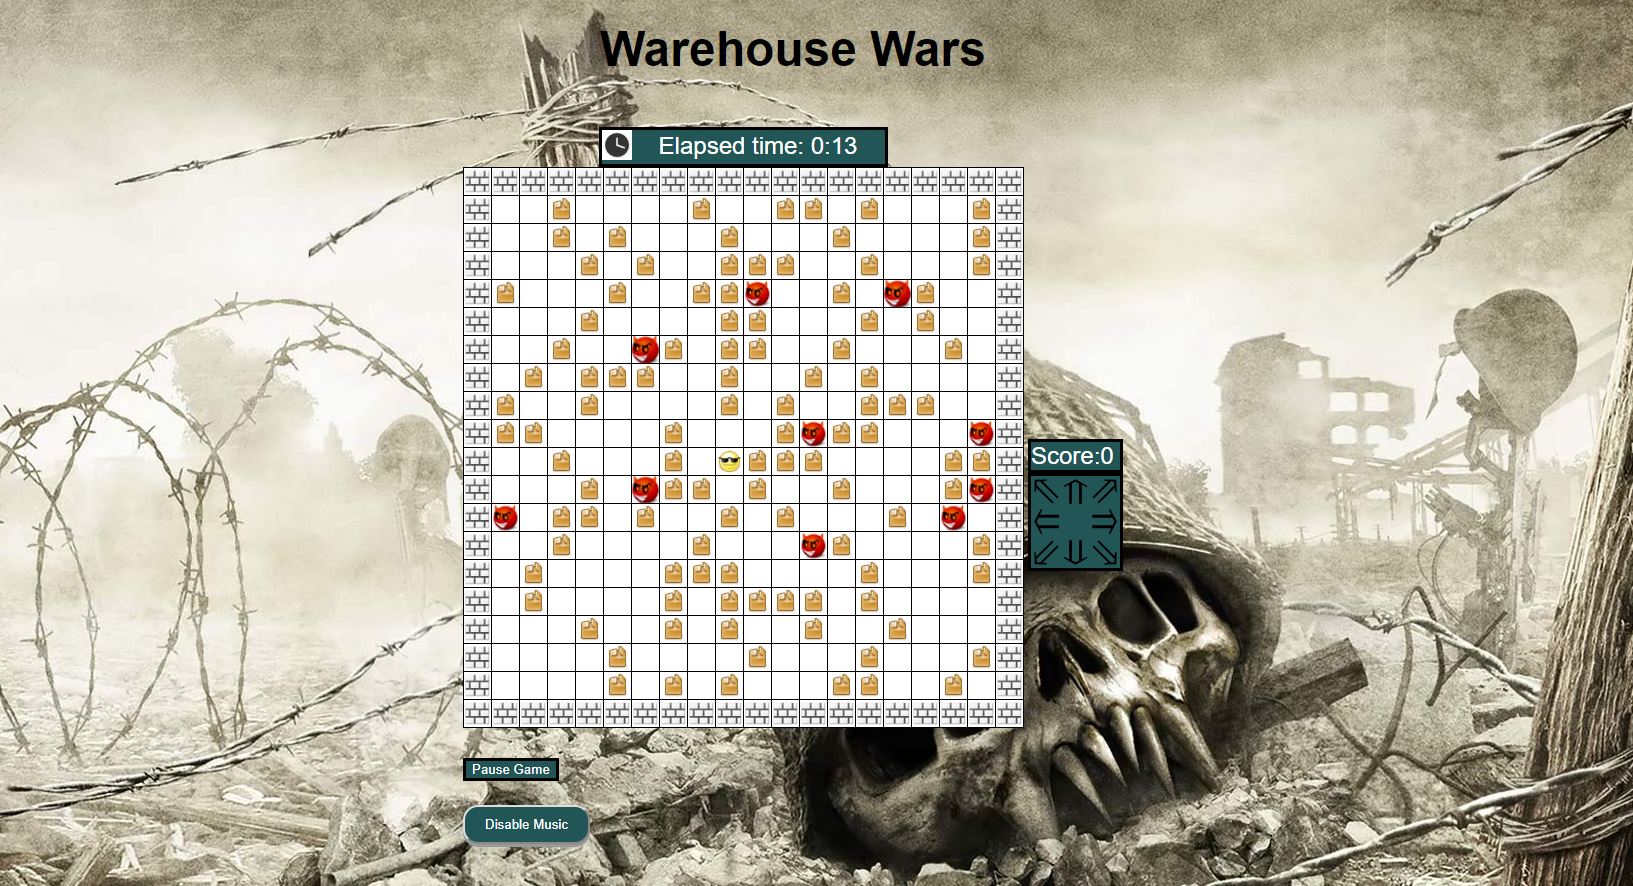 Warehouse Wars
Elapsed time: 0:13
Score:0
Pause Game
Disable Music